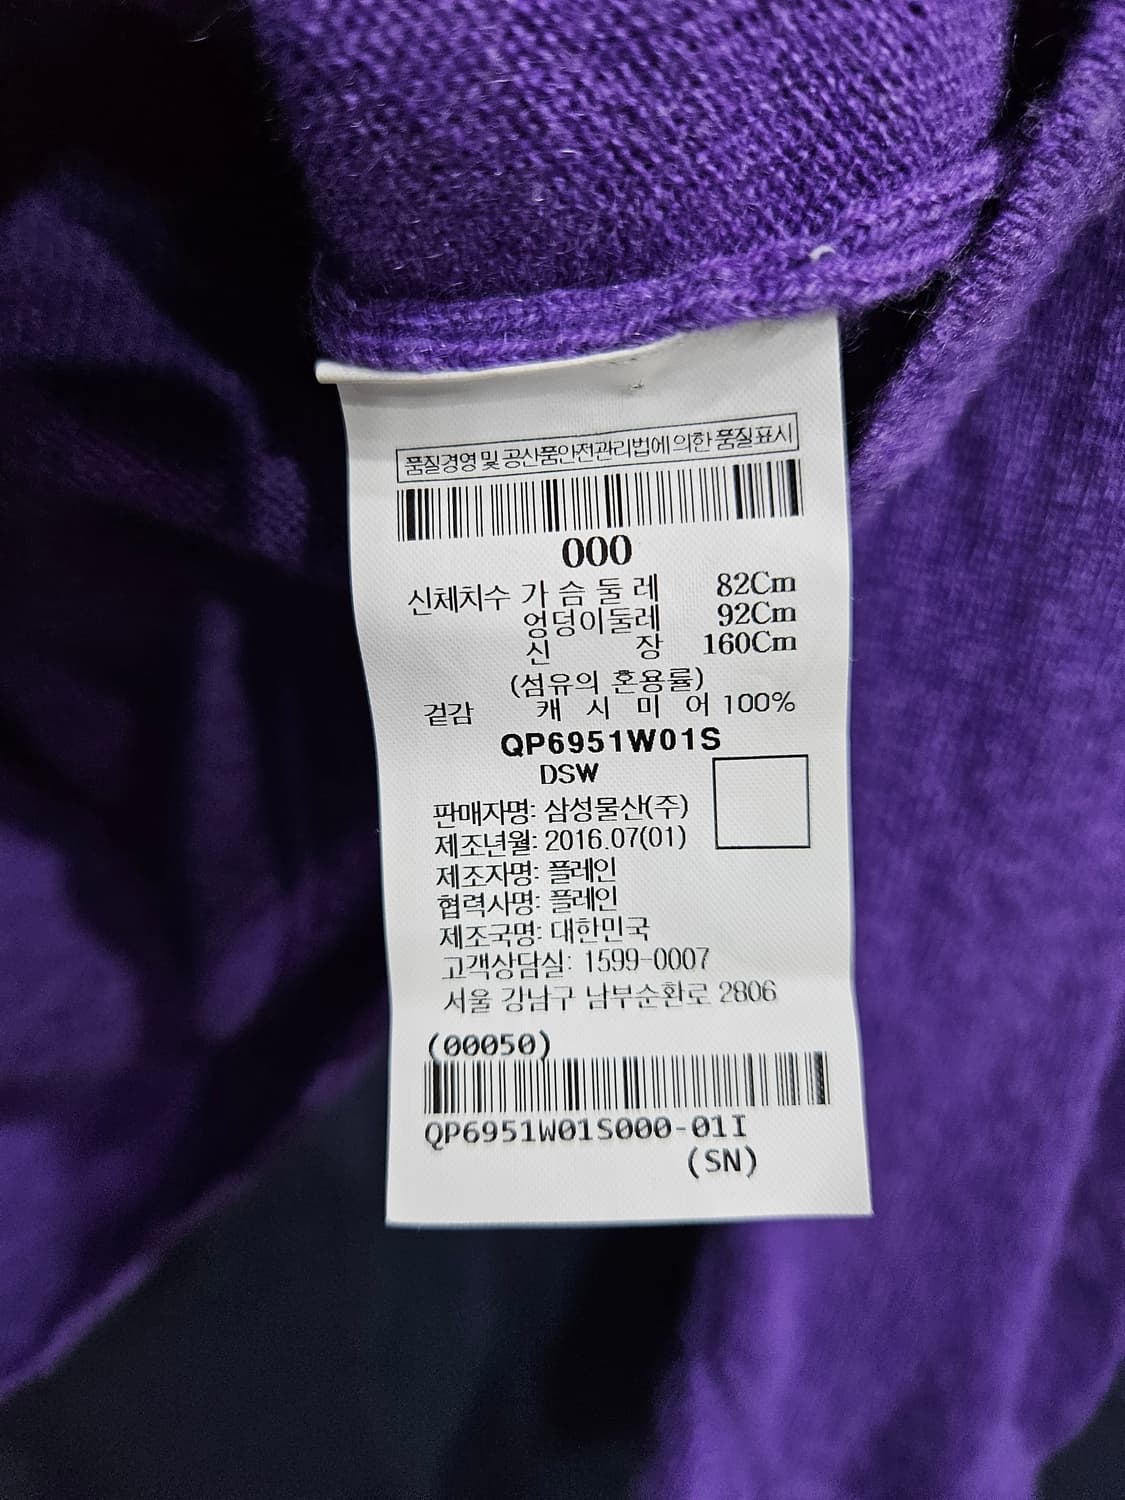 품질경영 및 공산품안전관리법에 의한 품질표시
000
신체치수 가슴둘레 82Cm
엉덩이둘레 92Cm
신장 160Cm
(섬유의 혼용률)
겉감 캐시미어 100%
QP6951W01S
DSW
판매자명: 삼성물산(주)
제조년월: 2016.07(01)
제조자명: 플레인
협력사명: 플레인
제조국명: 대한민국
고객상담실: 1599-0007
서울 강남구 남부순환로 2806
(00050)
QP6951W01S000-01I
(SN)